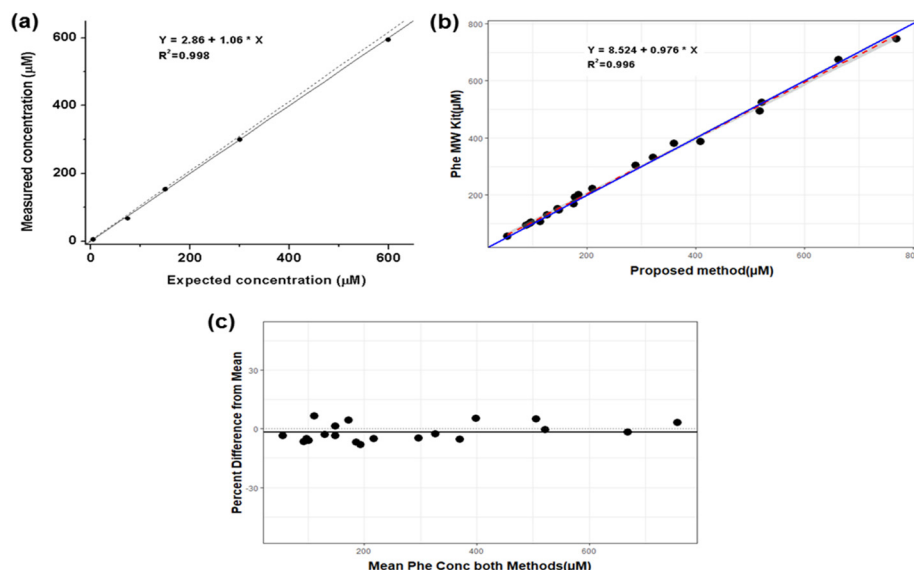 (a)
Y = 2.86 + 1.06 * X
R²=0.998
Measureed concentration (μM)
600
400
200
0
0
200
400
600
Expected concentration (μM)
(b)
Y = 8.524 + 0.976 * X
R²=0.996
Phe MW Kit(μM)
800
600
400
200
200
400
600
80
Proposed method(μM)
(c)
Percent Difference from Mean
30
0
-30
200
400
600
Mean Phe Conc both Methods(μM)